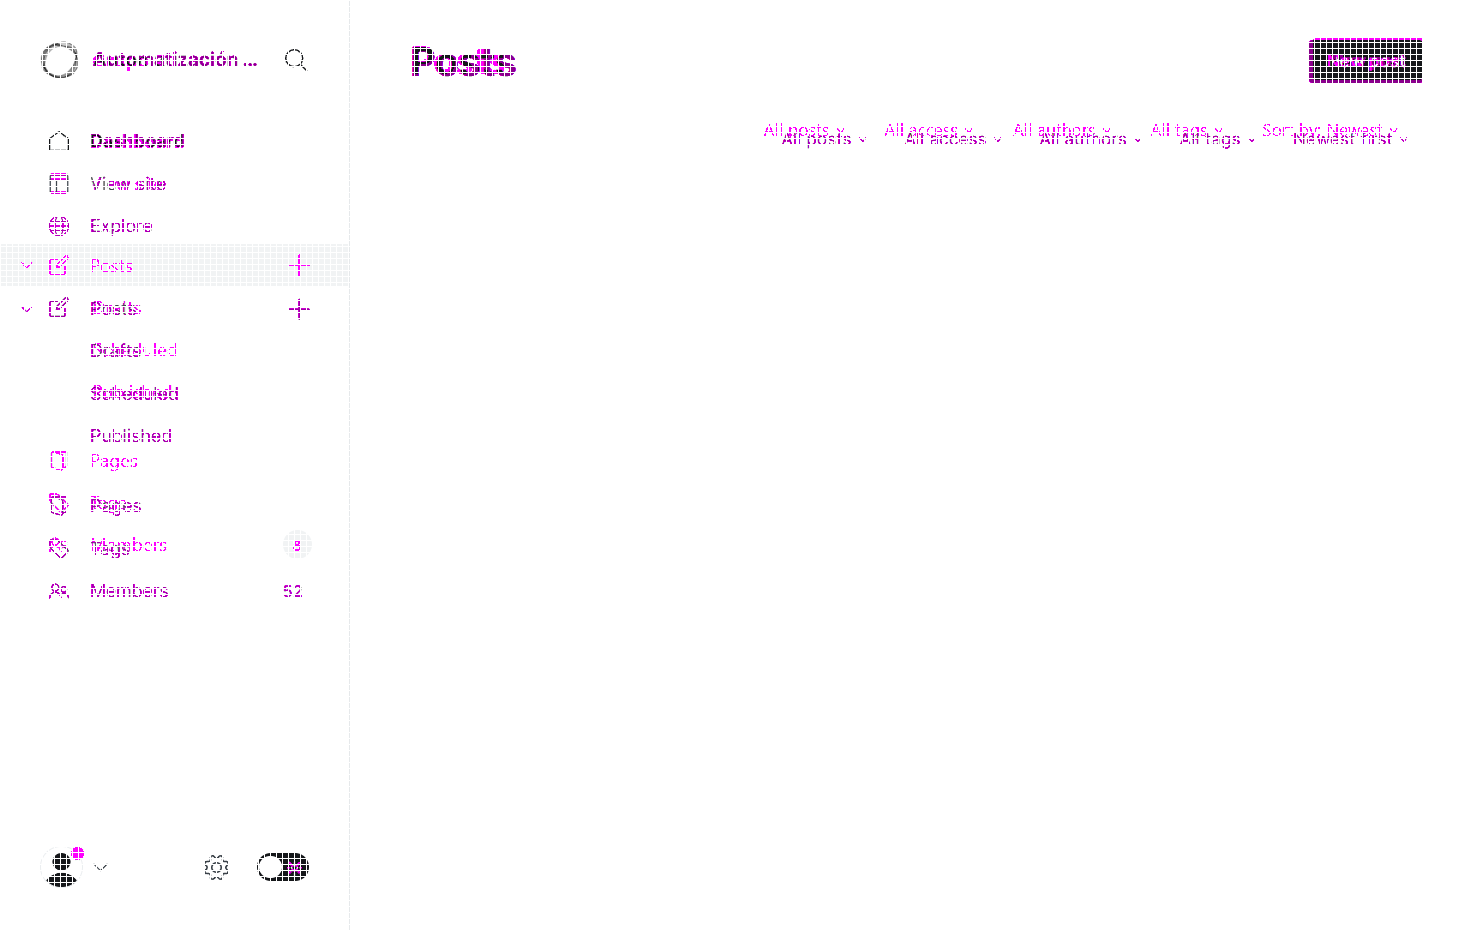 Automatización ...
Posts
New post
All posts All access All authors All tags Sort by: Newest
All posts All access All authors All tags Newest first
Dashboard
View site
Explore
Posts
Posts
Drafts
Scheduled
Published
Pages
Pages
Members
Tags
Members 52